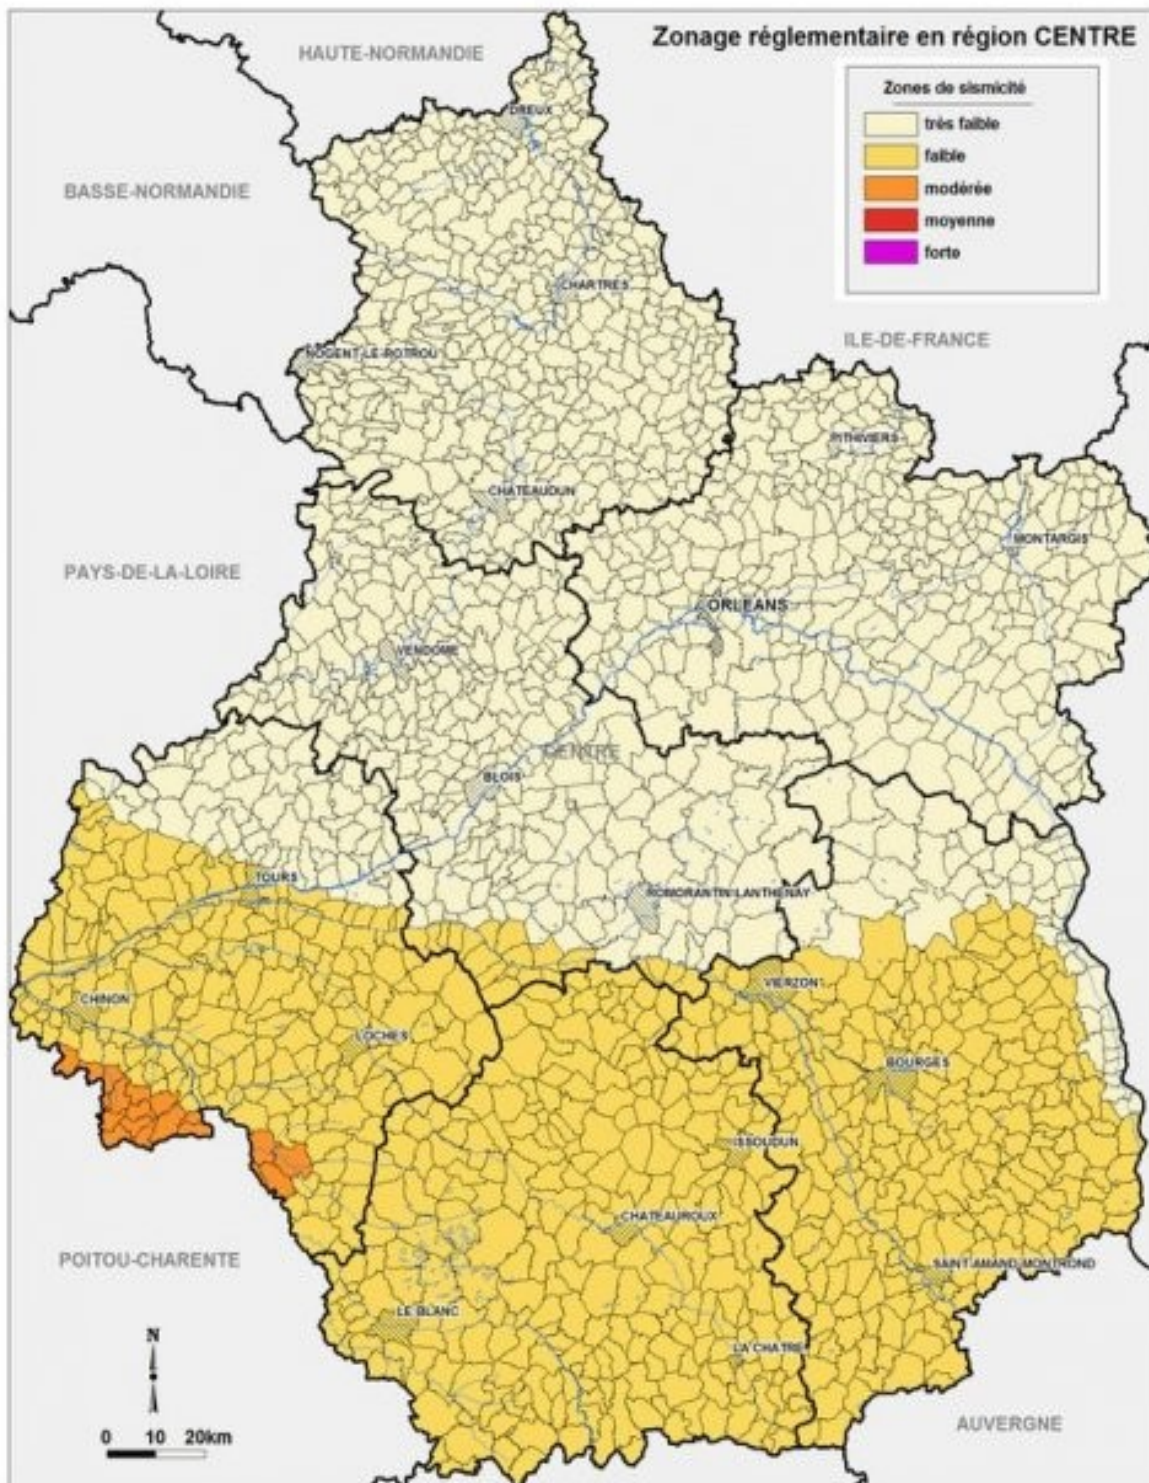 Zonage réglementaire en région CENTRE
HAUTE-NORMANDIE
Zones de sismicité
très faible
faible
modérée
moyenne
forte
DREUX
BASSE-NORMANDIE
CHARTRES
ILE-DE-FRANCE
NOGENT-LE-ROTROU
PITHIVIERS
CHATEAUDUN
MONTARGIS
PAYS-DE-LA-LOIRE
ORLEANS
VENDOME
CENTRE
BLOIS
TOURS
ROMORANTIN-LANTHENAY
VIERZON
CHINON
LOCHES
BOURGES
ISSOUDUN
CHATEAUROUX
POITOU-CHARENTE
SAINT-AMAND-MONTROND
LE BLANC
N
LA CHATRE
AUVERGNE
0 10 20km